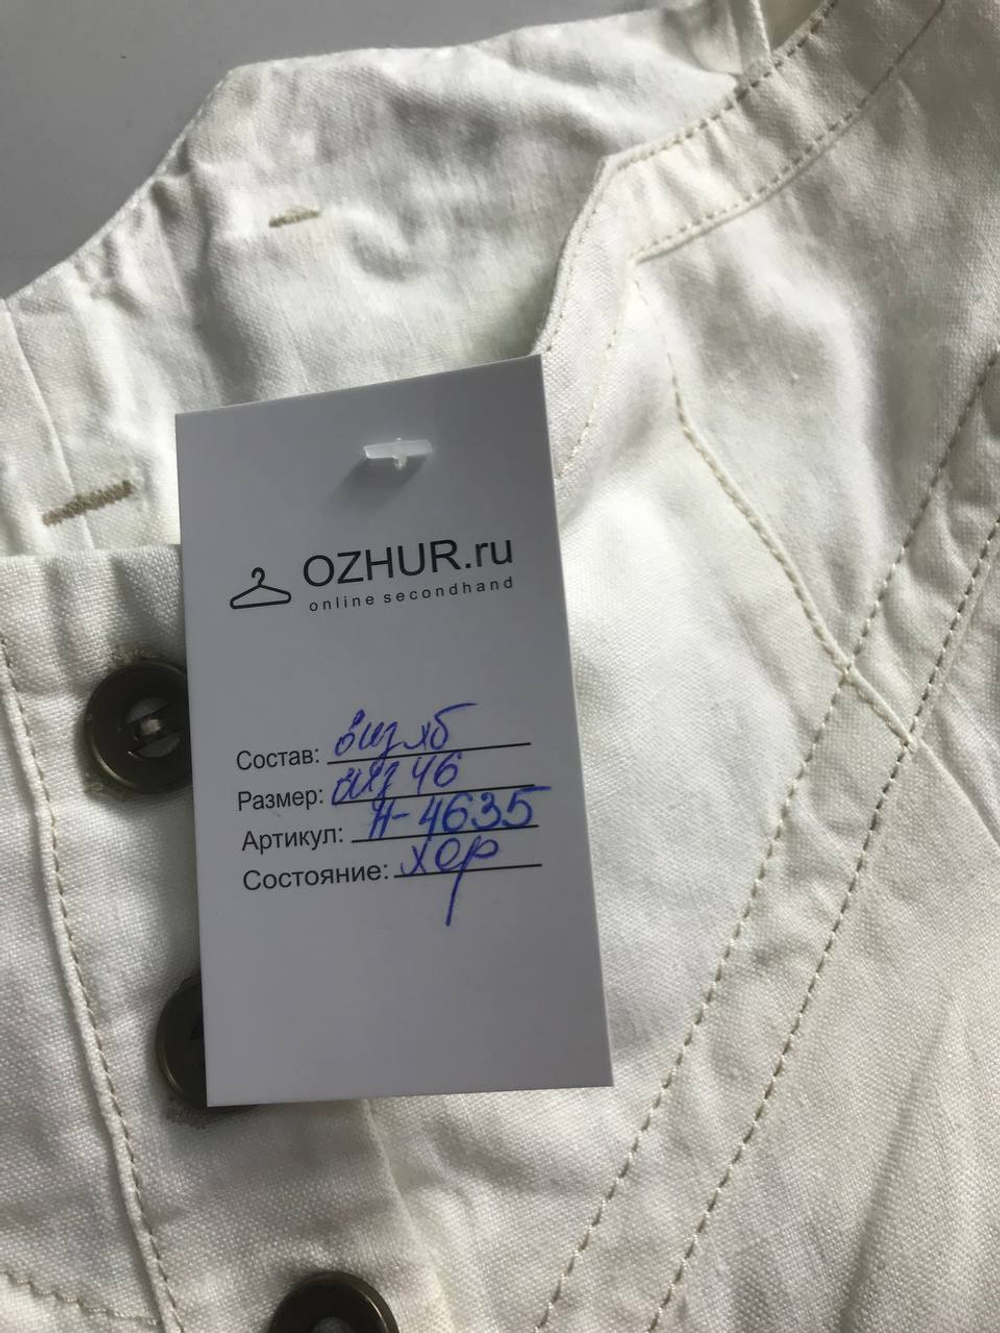 OZHUR.ru
online secondhand
Состав: виз хб
Размер: 46
Артикул: Н-4635
Состояние: хор